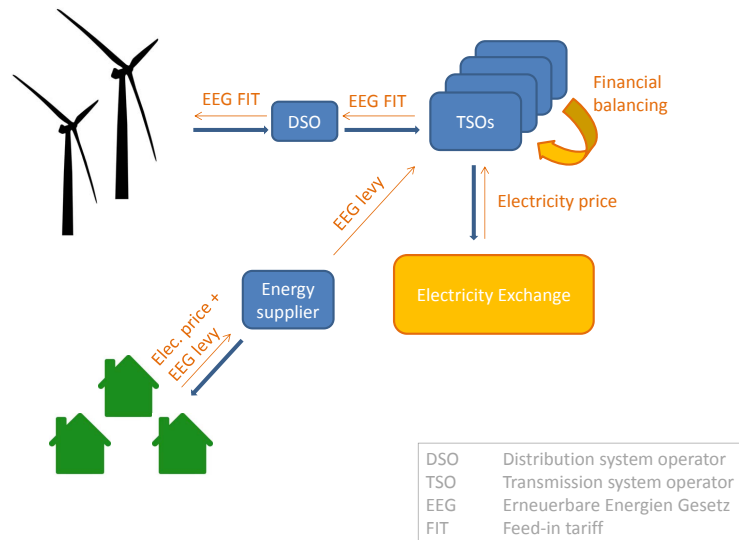 EEG FIT
EEG FIT
DSO
TSOs
Financial
balancing
EEG levy
Electricity price
Energy
supplier
Electricity Exchange
Elec. price +
EEG levy
DSO Distribution system operator
TSO Transmission system operator
EEG Erneuerbare Energien Gesetz
FIT Feed-in tariff